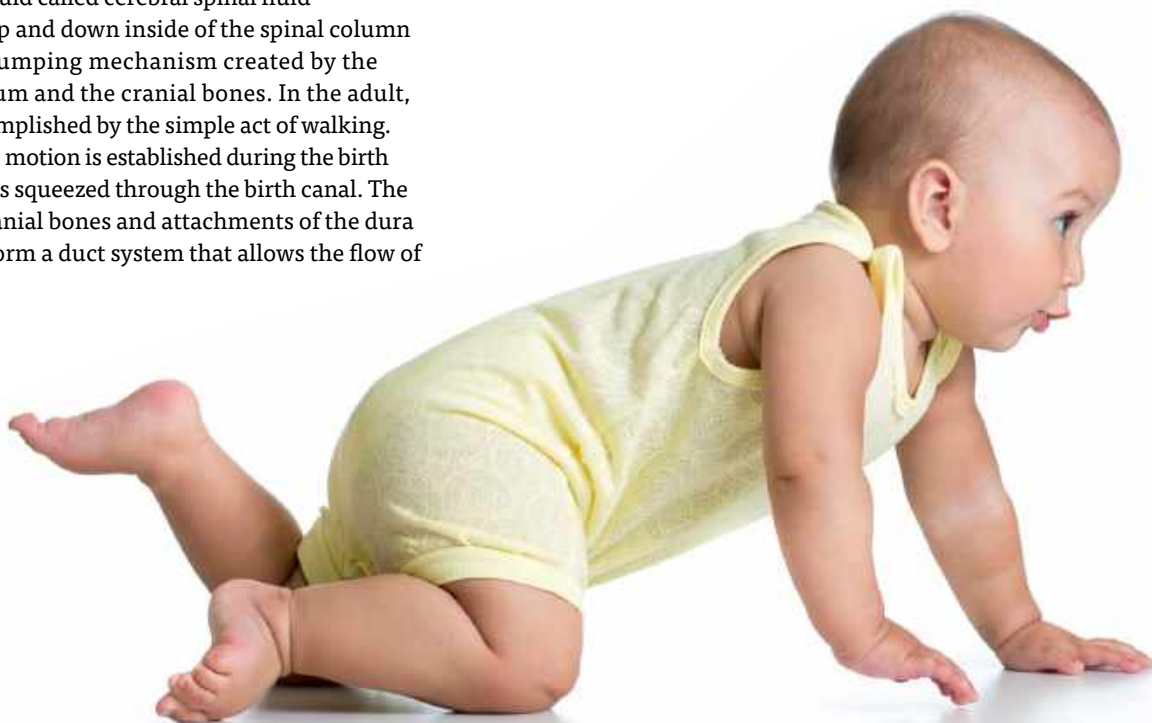 uid called cerebral spinal fluid
p and down inside of the spinal column
umping mechanism created by the
um and the cranial bones. In the adult,
mplished by the simple act of walking.
motion is established during the birth
s squeezed through the birth canal. The
anial bones and attachments of the dura
orm a duct system that allows the flow of